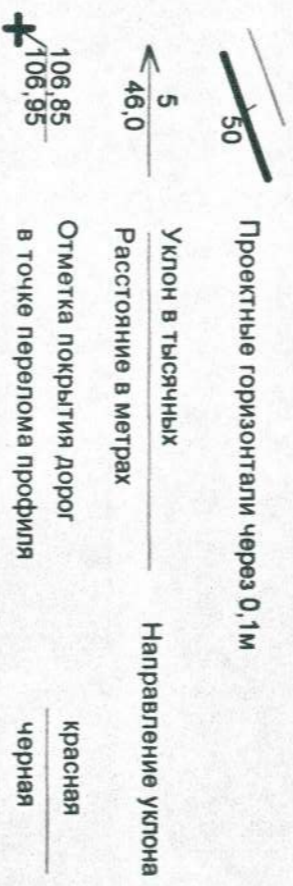 50
Проектные горизонтали через 0,1м
5
46,0
Уклон в тысячных
Расстояние в метрах
Направление уклона
106,85
106,95
Отметка покрытия дорог
в точке перелома профиля
красная
черная